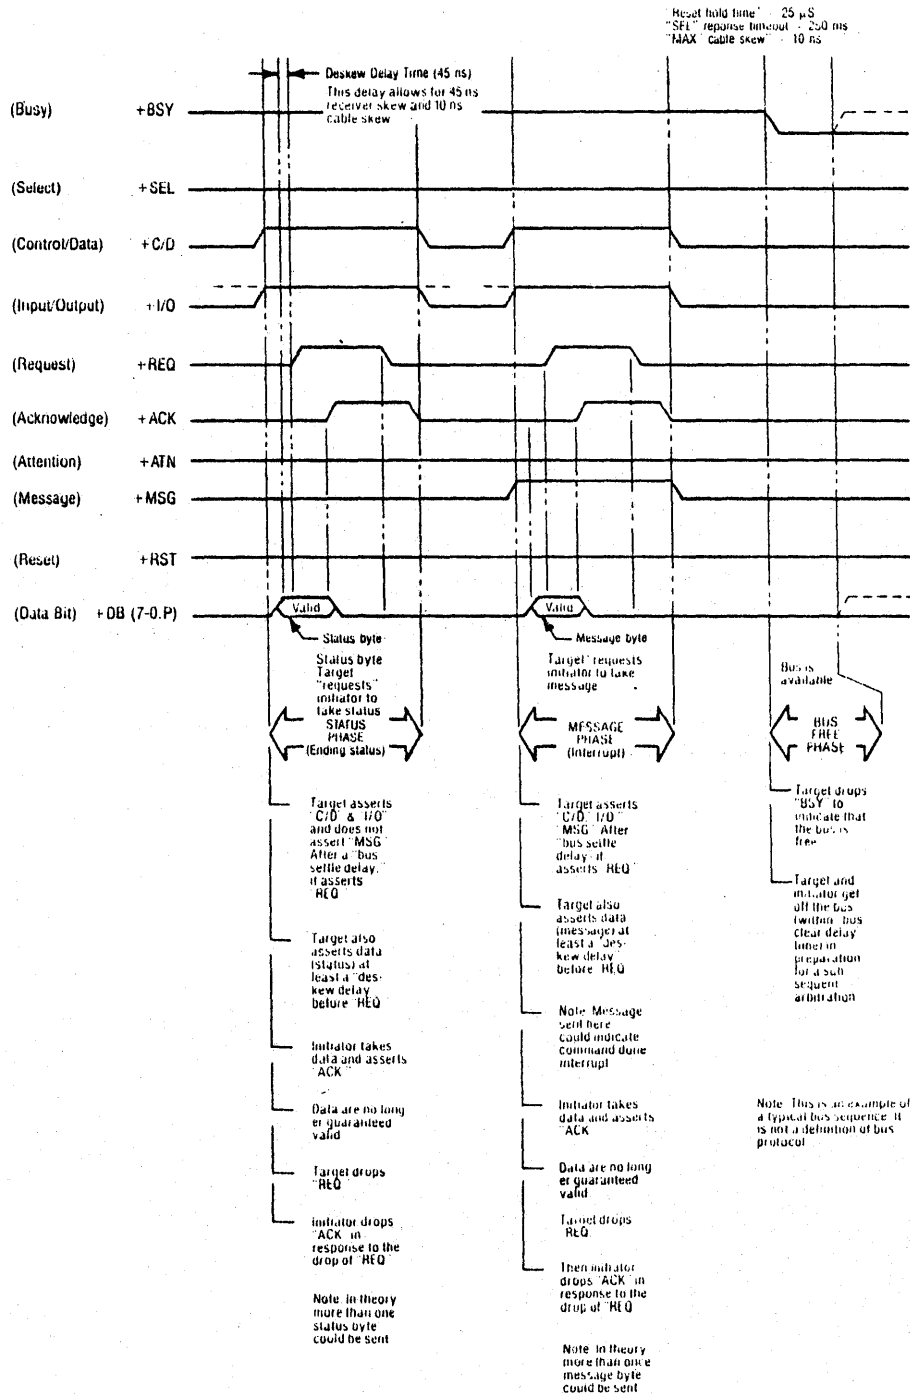 "Reset hold time" - 25 μS
"SEL" reponse timeout - 250 ms
"MAX" cable skew" - 10 ns
Deskew Delay Time (45 ns)
This delay allows for 45 ns
receiver skew and 10 ns
cable skew
(Busy) +BSY
(Select) +SEL
(Control/Data) +C/D
(Input/Output) +I/O
(Request) +REQ
(Acknowledge) +ACK
(Attention) +ATN
(Message) +MSG
(Reset) +RST
(Data Bit) +DB (7-0.P)
Valid
Valid
Status byte
Message byte
Status byte
Target
"requests"
initiator to
take status
STATUS
PHASE
(Ending status)
Target "requests
initiator to take
message
MESSAGE
PHASE
(Interrupt)
Bus is
available
BUS
FREE
PHASE
Target asserts
"C/D" & "I/O"
and does not
assert "MSG"
After a "bus
settle delay,"
it asserts
"REQ"
Target also
asserts data
(status) at
least a "des-
kew delay
before "REQ
Initiator takes
data and asserts
"ACK"
Data are no long
er guaranteed
valid
Target drops
"REQ"
Initiator drops
"ACK" in
response to the
drop of "REQ"
Note: In theory
more than one
status byte
could be sent
Target asserts
"C/D," "I/O"
"MSG" After
"bus settle
delay" it
asserts "REQ"
Target also
asserts data
(message) at
least a "des-
kew delay
before "REQ
Note: Message
sent here
could indicate
command done
interrupt
Initiator takes
data and asserts
"ACK
Data are no long
er guaranteed
valid
Target drops
"REQ
Then initiator
drops "ACK" in
response to the
drop of "REQ
Note: In theory
more than once
message byte
could be sent
Target drops
"BSY" to
indicate that
the bus is
free
Target and
initiator get
off the bus
(within "bus
clear delay
time) in
preparation
for a sub
sequent
arbitration
Note: This is an example of
a typical bus sequence. It
is not a definition of bus
protocol